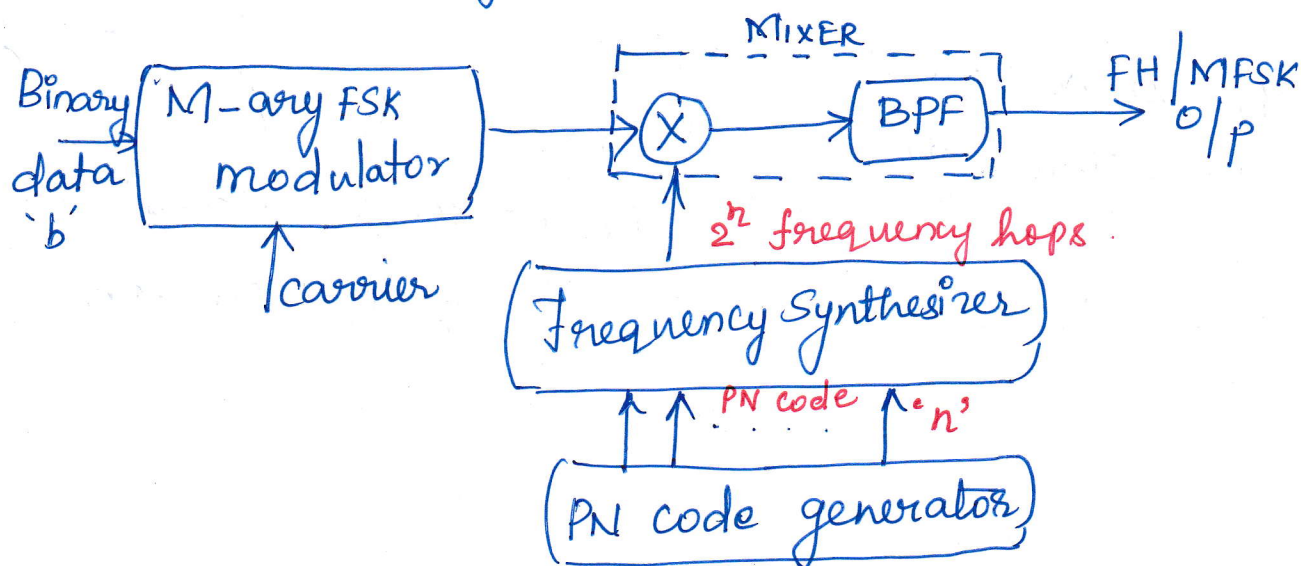 MIXER
Binary
data
'b'
M-ary FSK
modulator
X
BPF
FH/MFSK
O/P
carrier
2ⁿ frequency hops.
Frequency Synthesizer
PN code
. . . . .
'n'
PN code generator